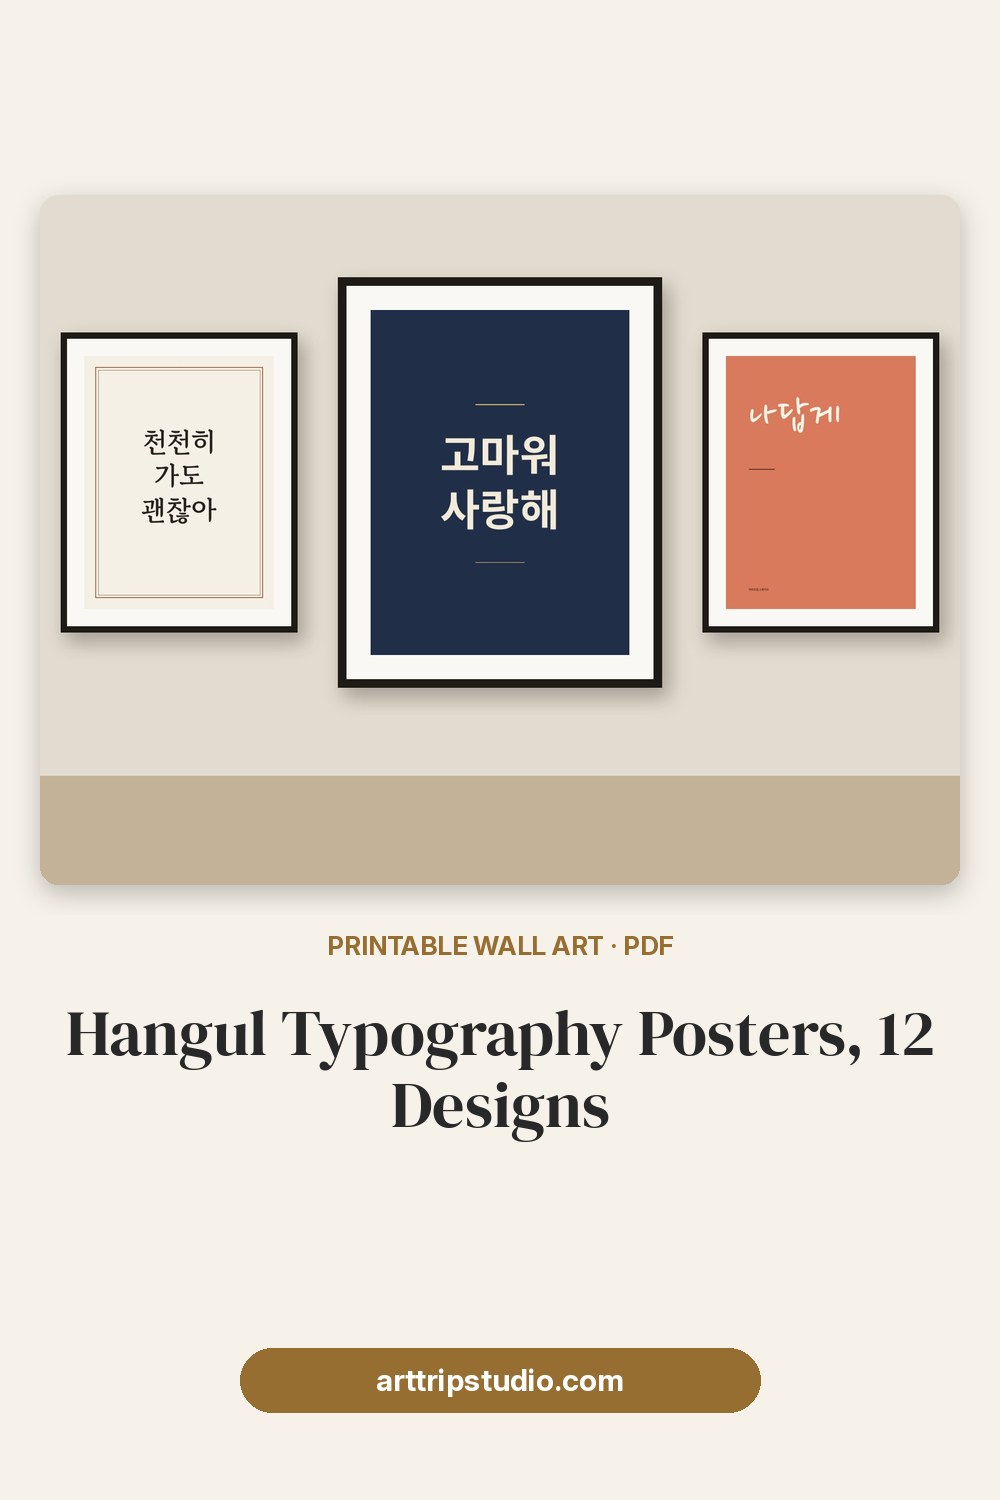 천천히
가도
괜찮아
고마워
사랑해
나답게
PRINTABLE WALL ART · PDF
Hangul Typography Posters, 12
Designs
arttripstudio.com